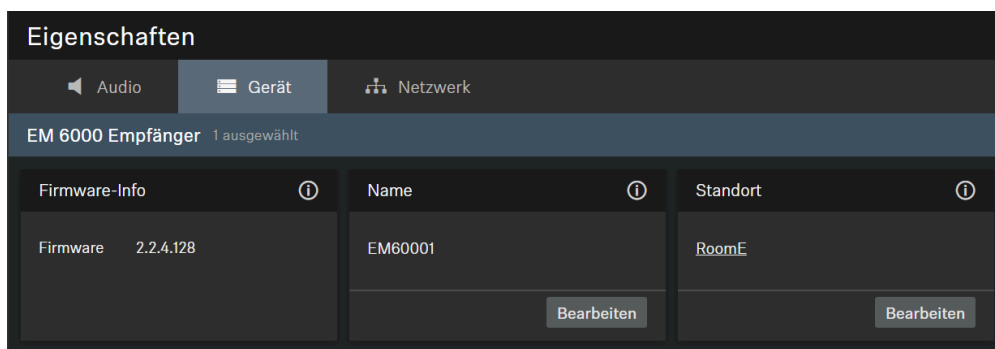 Eigenschaften
Audio Gerät Netzwerk
EM 6000 Empfänger 1 ausgewählt
Firmware-Info Name Standort
Firmware 2.2.4.128 EM60001 RoomE
Bearbeiten Bearbeiten